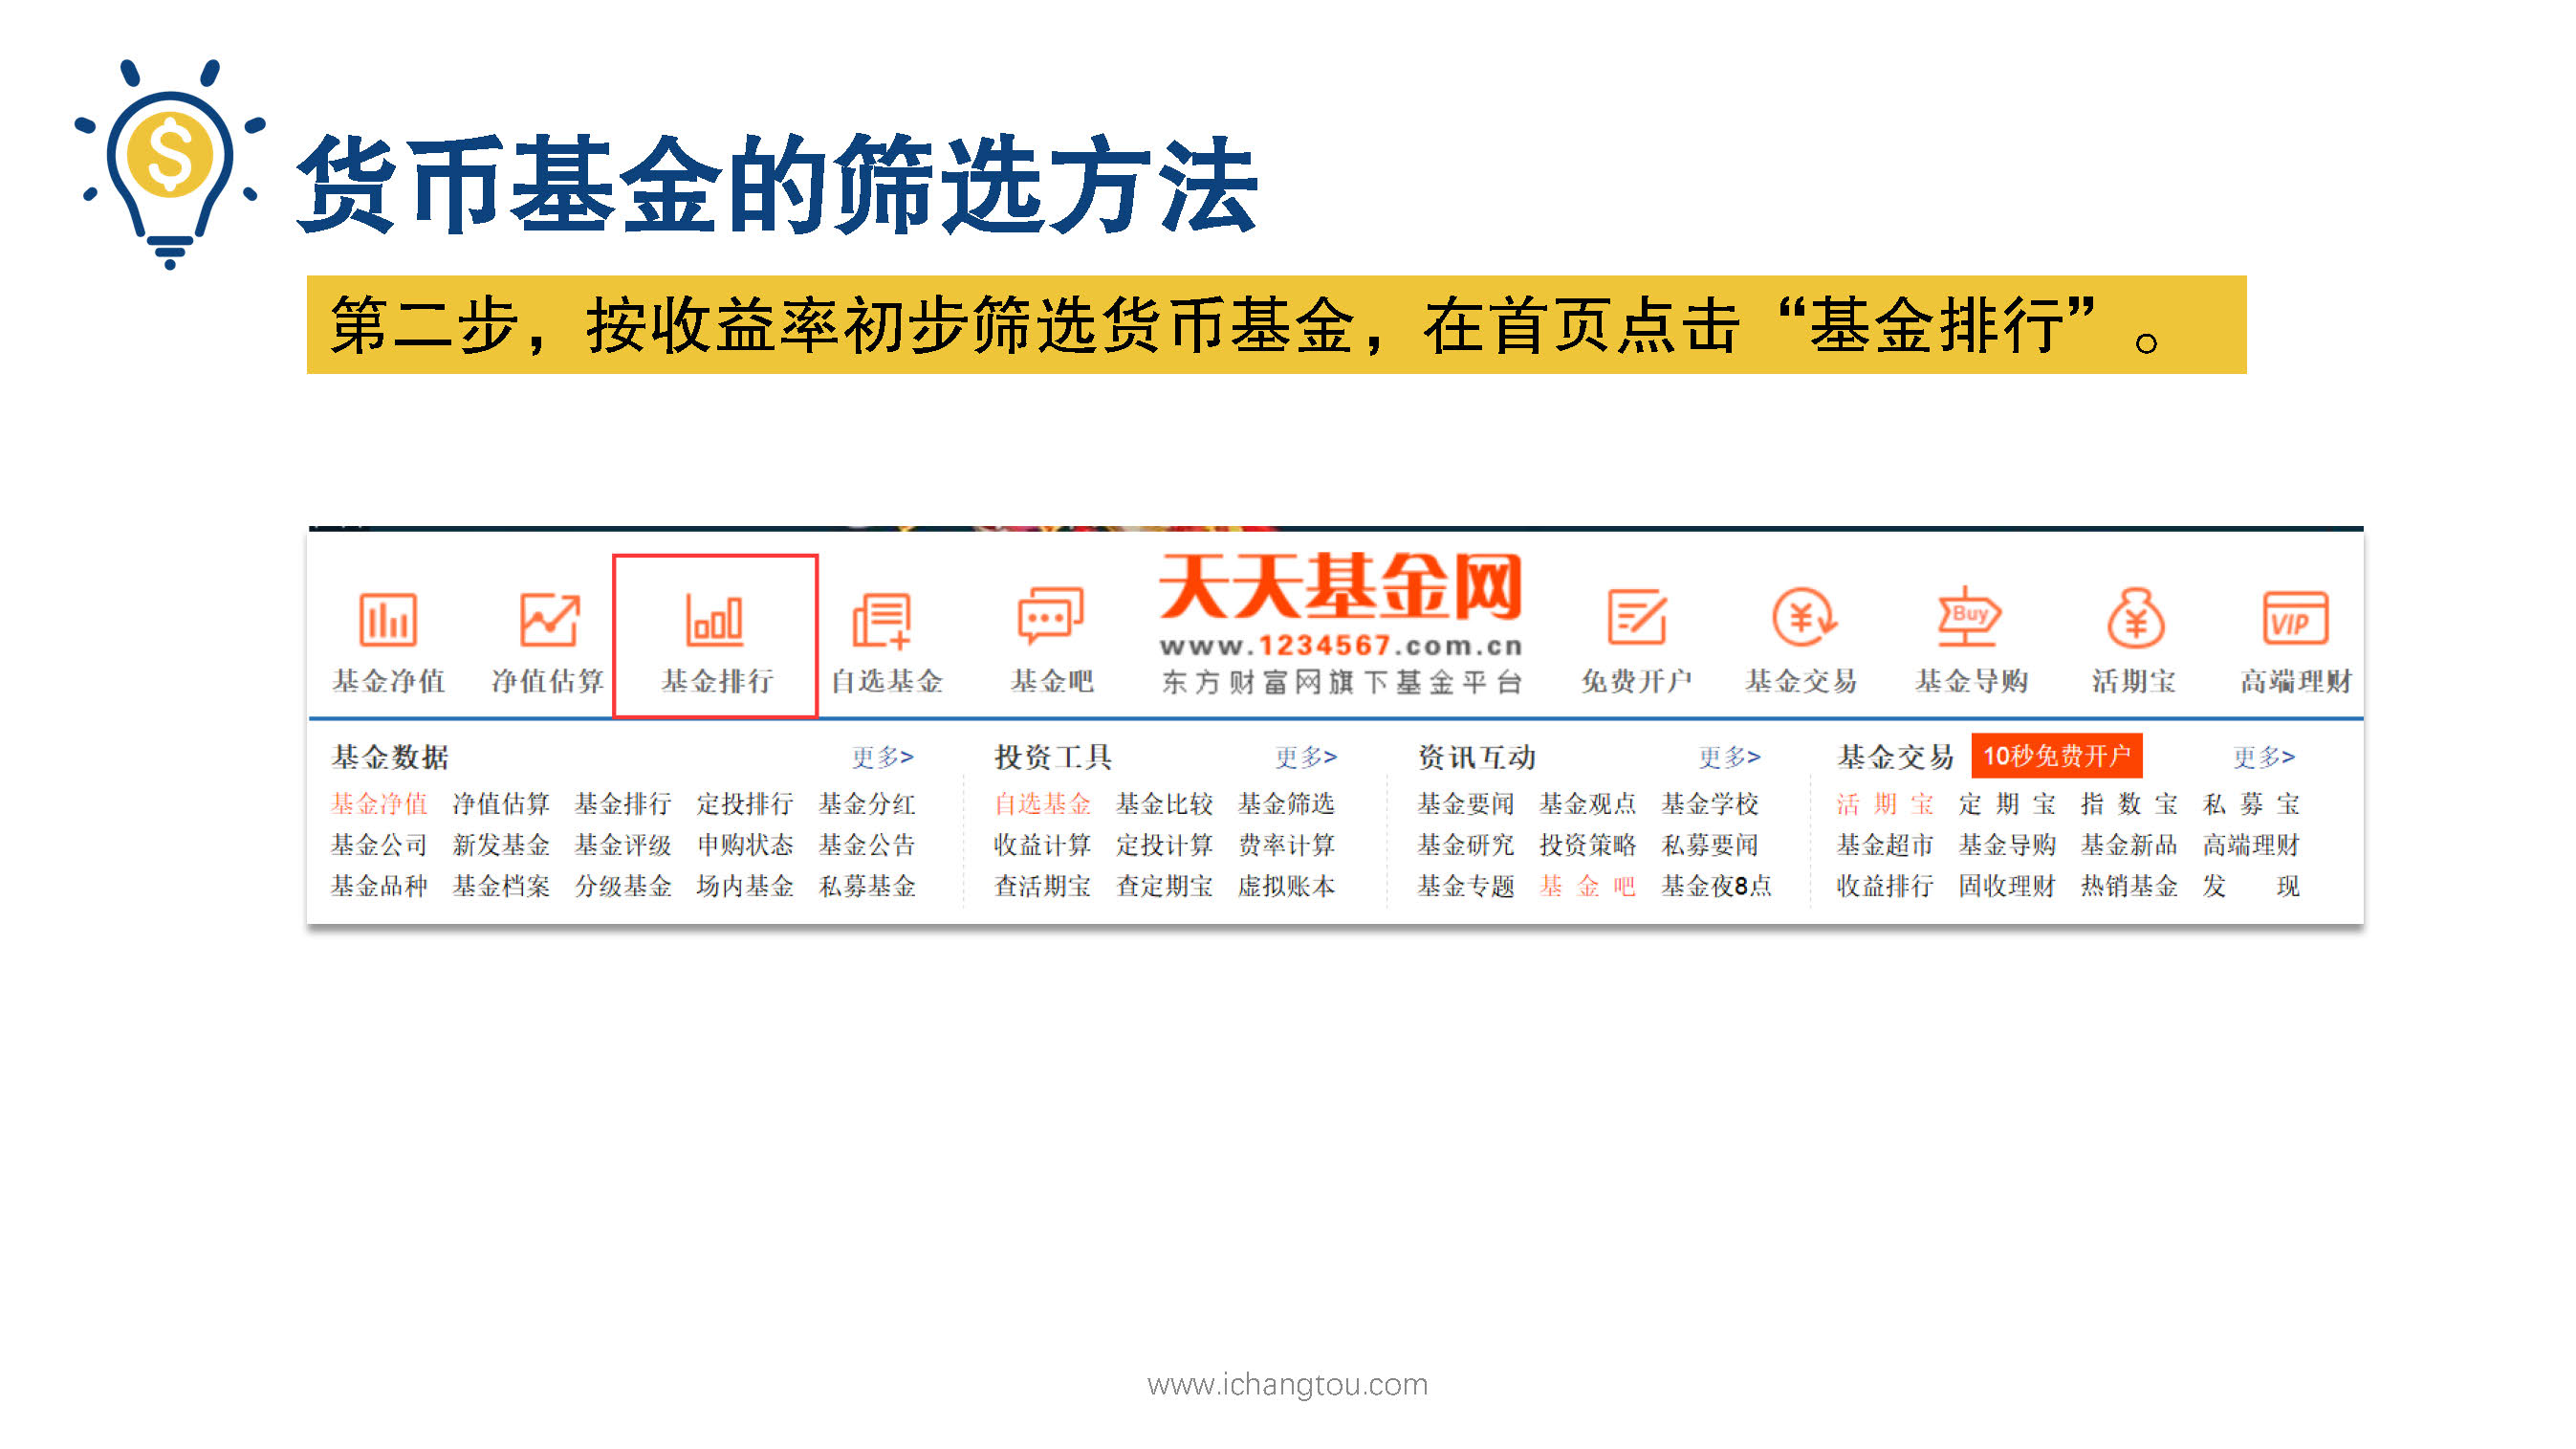 货币基金的筛选方法
第二步，按收益率初步筛选货币基金，在首页点击“基金排行”。
基金净值 净值估算 基金排行 自选基金 基金吧
天天基金网
www.1234567.com.cn
东方财富网旗下基金平台
免费开户 基金交易 Buy 基金导购 活期宝 VIP 高端理财
基金数据 更多>
基金净值 净值估算 基金排行 定投排行 基金分红
基金公司 新发基金 基金评级 申购状态 基金公告
基金品种 基金档案 分级基金 场内基金 私募基金
投资工具 更多>
自选基金 基金比较 基金筛选
收益计算 定投计算 费率计算
查活期宝 查定期宝 虚拟账本
资讯互动 更多>
基金要闻 基金观点 基金学校
基金研究 投资策略 私募要闻
基金专题 基金吧 基金夜8点
基金交易 10秒免费开户 更多>
活期宝 定期宝 指数宝 私募宝
基金超市 基金导购 基金新品 高端理财
收益排行 固收理财 热销基金 发现
www.ichangtou.com